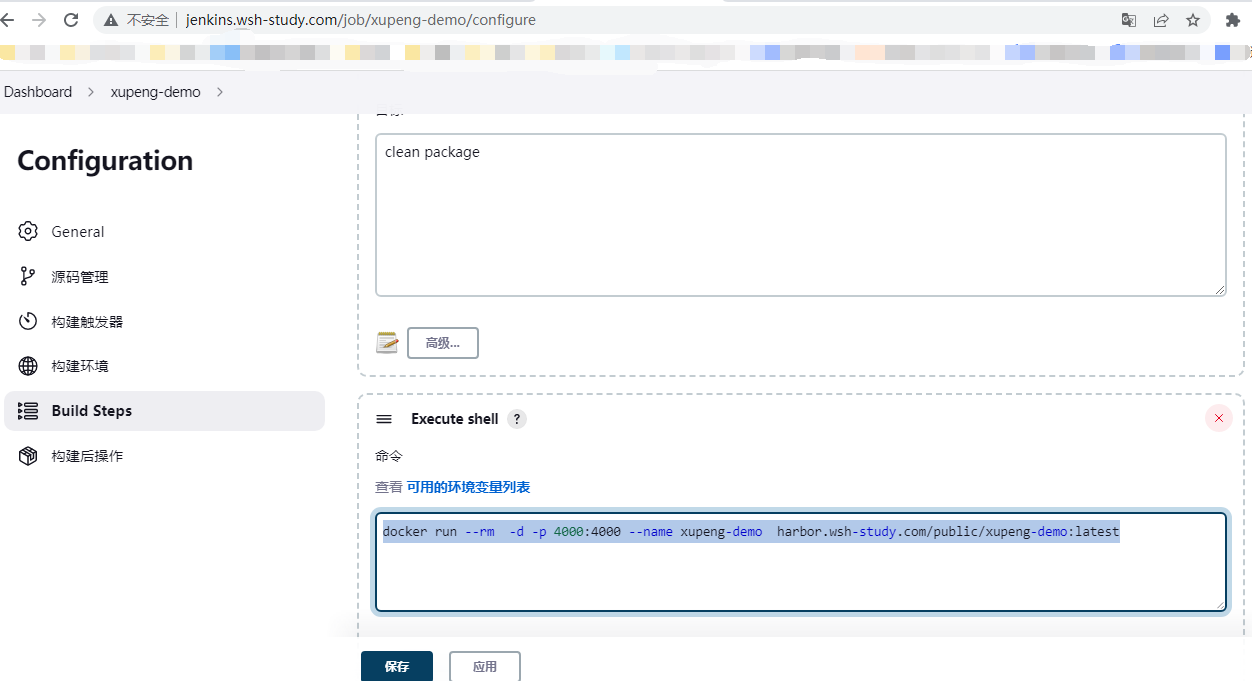 不安全 jenkins.wsh-study.com/job/xupeng-demo/configure
Dashboard xupeng-demo
Configuration
General
源码管理
构建触发器
构建环境
Build Steps
构建后操作
clean package
高级...
Execute shell ?
命令
查看 可用的环境变量列表
docker run --rm  -d -p 4000:4000 --name xupeng-demo  harbor.wsh-study.com/public/xupeng-demo:latest
保存 应用